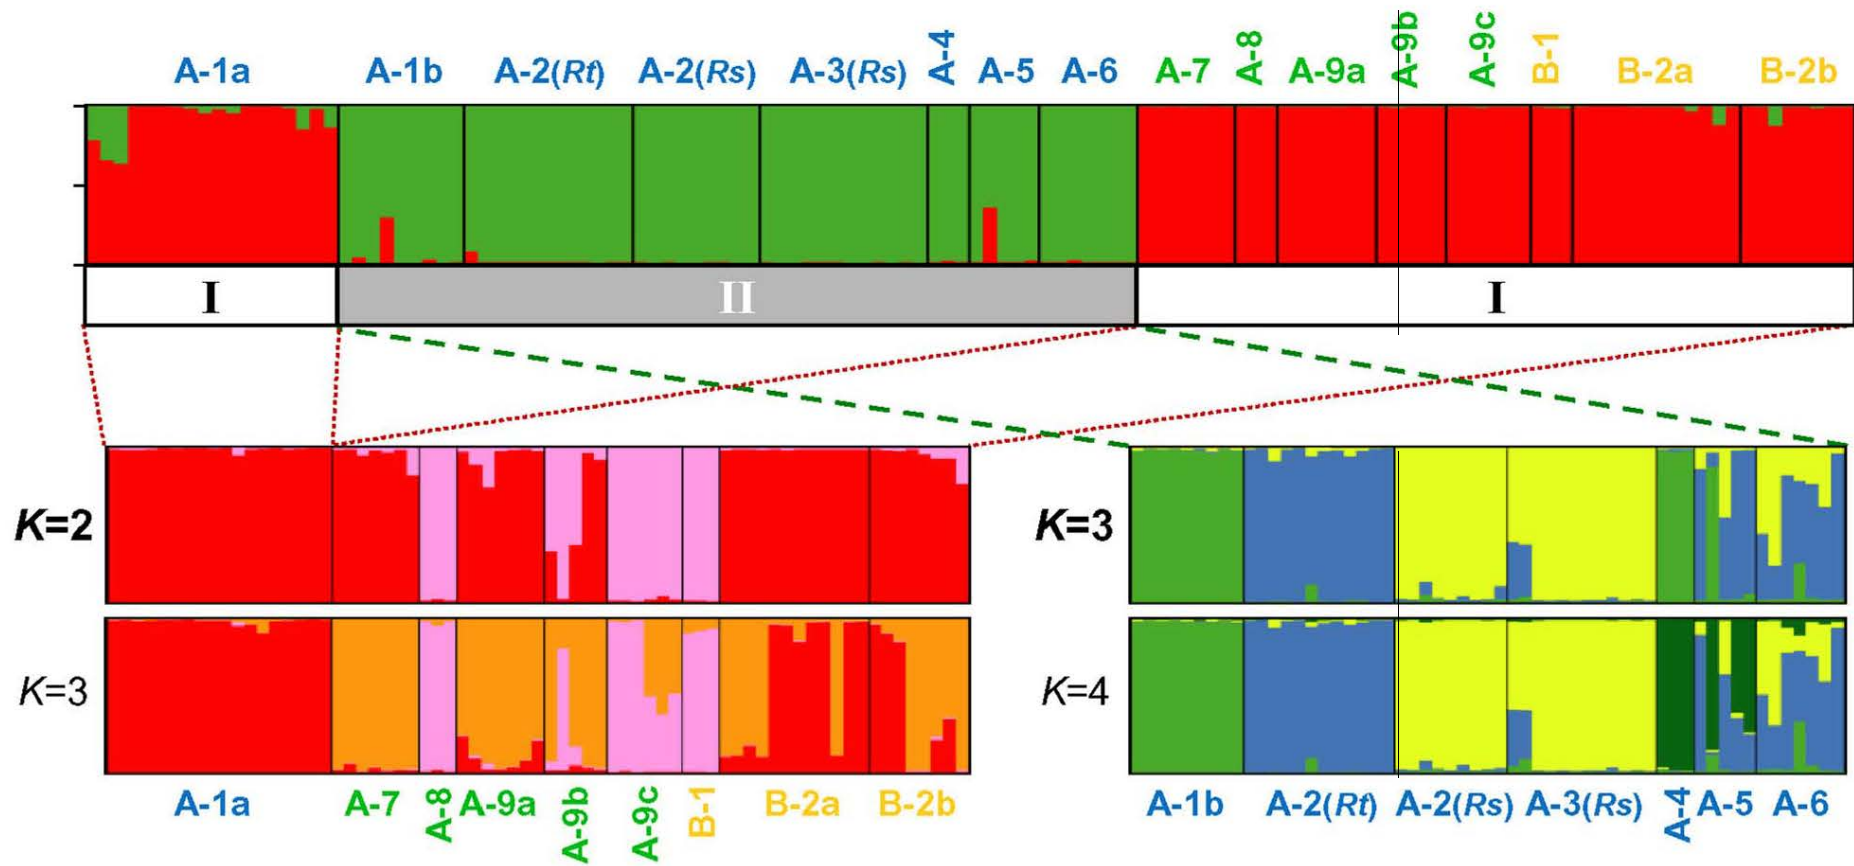 A-1a A-1b A-2(Rt) A-2(Rs) A-3(Rs) A-4 A-5 A-6 A-7 A-8 A-9a A-9b A-9c B-1 B-2a B-2b
I II I
K=2 K=3
K=3 K=4
A-1a A-7 A-8 A-9a A-9b A-9c B-1 B-2a B-2b A-1b A-2(Rt) A-2(Rs) A-3(Rs) A-4 A-5 A-6